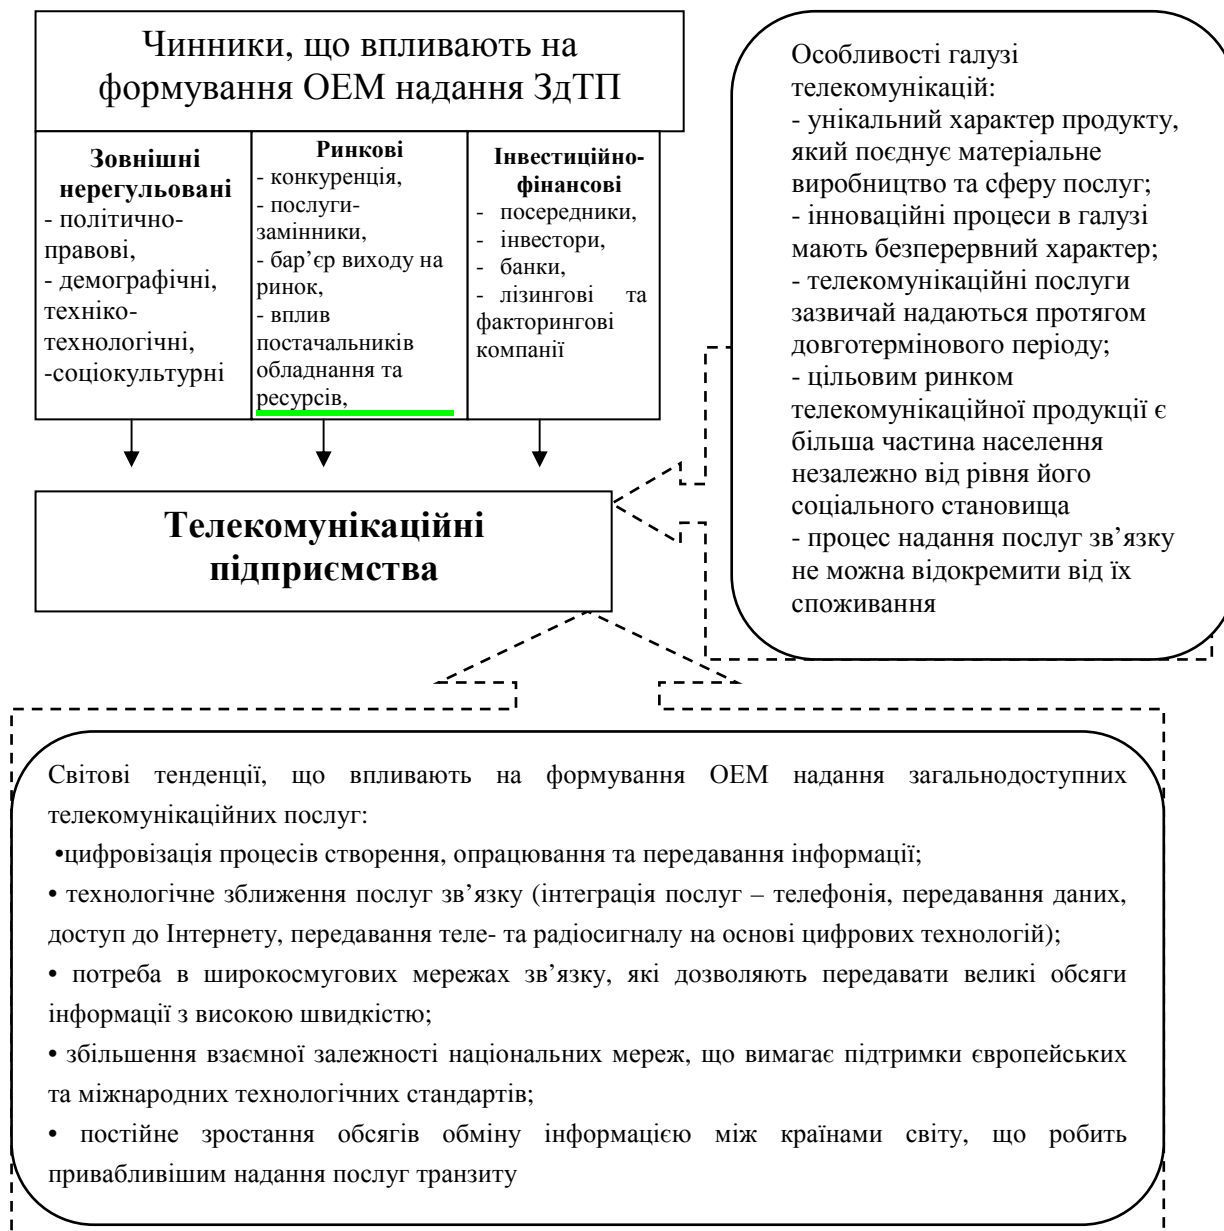 Чинники, що впливають на
формування ОЕМ надання ЗдТП
Зовнішні
нерегульовані
- політично-
правові,
- демографічні,
техніко-
технологічні,
-соціокультурні
Ринкові
- конкуренція,
- послуги-
замінники,
- бар’єр виходу на
ринок,
- вплив
постачальників
обладнання та
ресурсів,
Інвестиційно-
фінансові
- посередники,
- інвестори,
- банки,
- лізингові та
факторингові
компанії
Телекомунікаційні
підприємства
Особливості галузі
телекомунікацій:
- унікальний характер продукту,
який поєднує матеріальне
виробництво та сферу послуг;
- інноваційні процеси в галузі
мають безперервний характер;
- телекомунікаційні послуги
зазвичай надаються протягом
довготермінового періоду;
- цільовим ринком
телекомунікаційної продукції є
більша частина населення
незалежно від рівня його
соціального становища
- процес надання послуг зв’язку
не можна відокремити від їх
споживання
Світові тенденції, що впливають на формування ОЕМ надання загальнодоступних
телекомунікаційних послуг:
•цифровізація процесів створення, опрацювання та передавання інформації;
• технологічне зближення послуг зв’язку (інтеграція послуг – телефонія, передавання даних,
доступ до Інтернету, передавання теле- та радіосигналу на основі цифрових технологій);
• потреба в широкосмугових мережах зв’язку, які дозволяють передавати великі обсяги
інформації з високою швидкістю;
• збільшення взаємної залежності національних мереж, що вимагає підтримки європейських
та міжнародних технологічних стандартів;
• постійне зростання обсягів обміну інформацією між країнами світу, що робить
привабливішим надання послуг транзиту